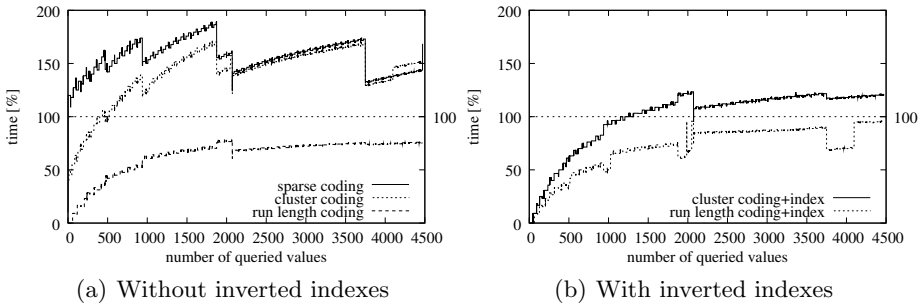 200
150
100
50
0
time [%]
100
sparse coding
cluster coding
run length coding
0 500 1000 1500 2000 2500 3000 3500 4000 4500
number of queried values
(a) Without inverted indexes
200
150
100
50
0
time [%]
100
cluster coding+index
run length coding+index
0 500 1000 1500 2000 2500 3000 3500 4000 4500
number of queried values
(b) With inverted indexes